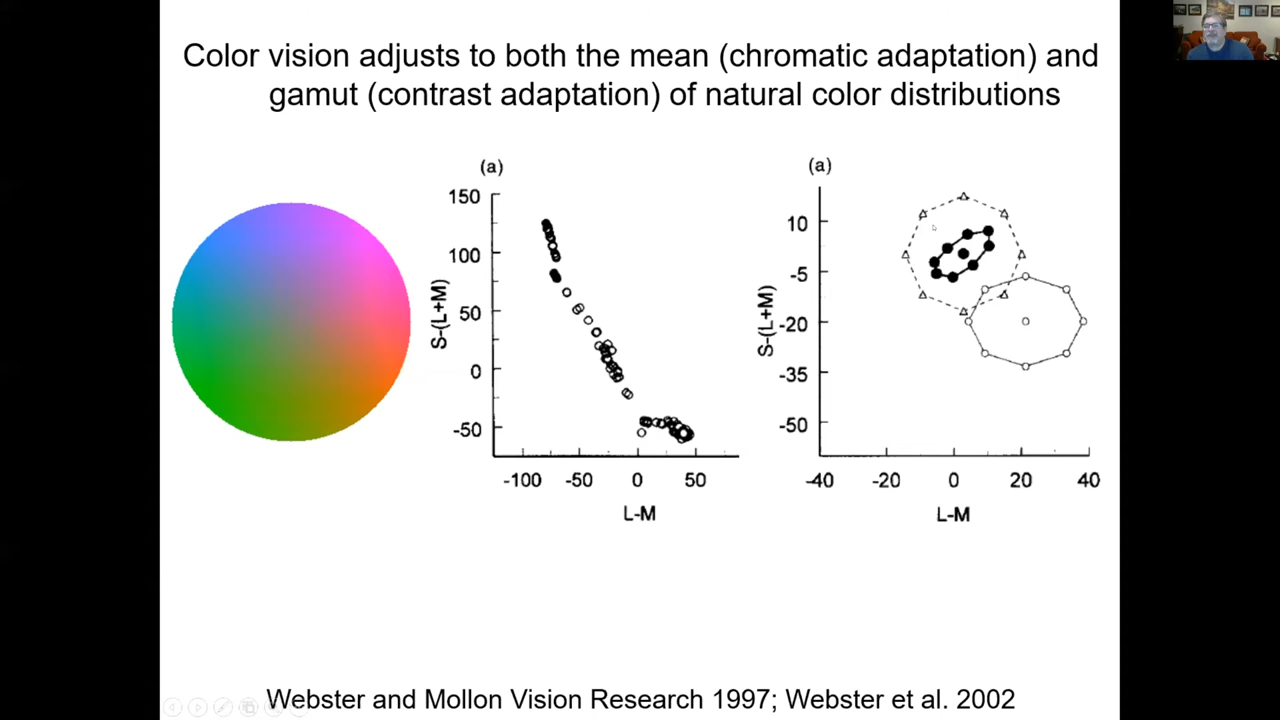 Color vision adjusts to both the mean (chromatic adaptation) and
gamut (contrast adaptation) of natural color distributions
(a)
150
100
50
0
-50
S-(L+M)
-100 -50 0 50
L-M
(a)
10
-5
-20
-35
-50
S-(L+M)
-40 -20 0 20 40
L-M
Webster and Mollon Vision Research 1997; Webster et al. 2002